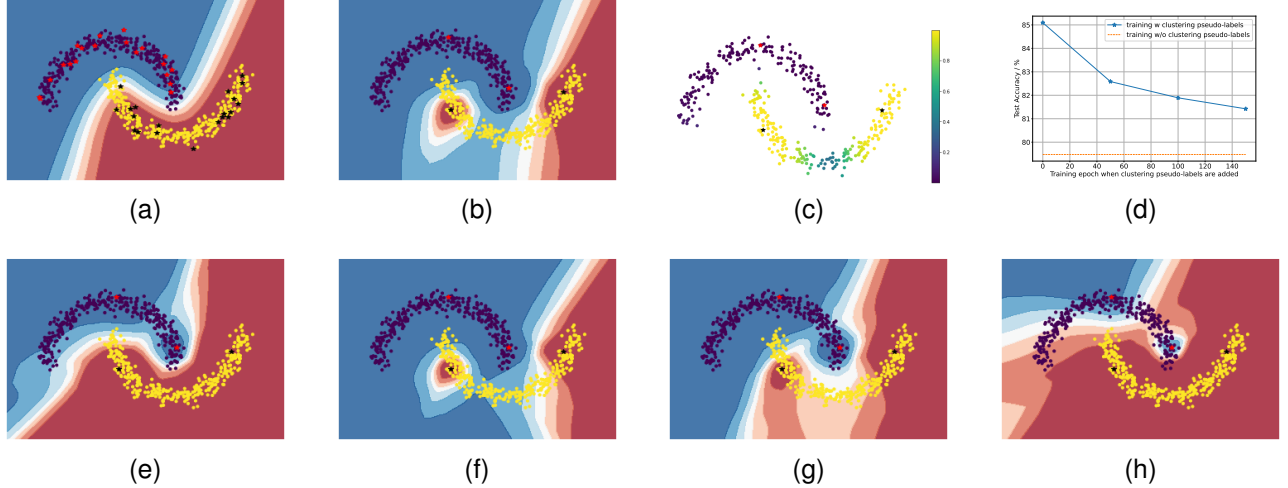 0.8
0.6
0.4
0.2
85
84
83
82
81
80
Test Accuracy / %
training w clustering pseudo-labels
training w/o clustering pseudo-labels
0 20 40 60 80 100 120 140
Training epoch when clustering pseudo-labels are added
(a) (b) (c) (d)
(e) (f) (g) (h)